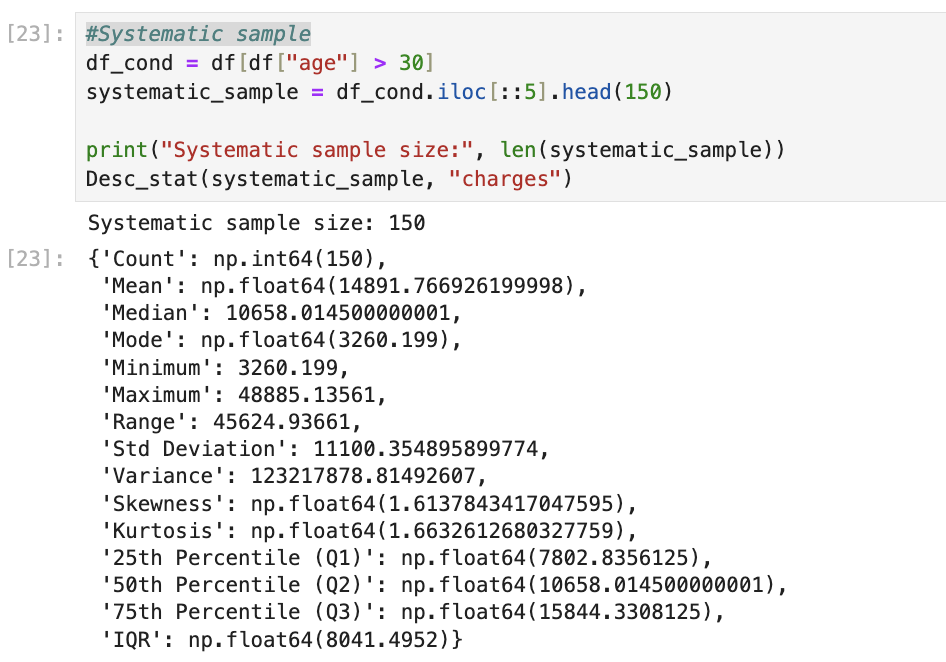 [23]: #Systematic sample
df_cond = df[df["age"] > 30]
systematic_sample = df_cond.iloc[::5].head(150)
print("Systematic sample size:", len(systematic_sample))
Desc_stat(systematic_sample, "charges")
Systematic sample size: 150
[23]: {'Count': np.int64(150),
'Mean': np.float64(14891.766926199998),
'Median': 10658.014500000001,
'Mode': np.float64(3260.199),
'Minimum': 3260.199,
'Maximum': 48885.13561,
'Range': 45624.93661,
'Std Deviation': 11100.354895899774,
'Variance': 123217878.81492607,
'Skewness': np.float64(1.6137843417047595),
'Kurtosis': np.float64(1.6632612680327759),
'25th Percentile (Q1)': np.float64(7802.8356125),
'50th Percentile (Q2)': np.float64(10658.014500000001),
'75th Percentile (Q3)': np.float64(15844.3308125),
'IQR': np.float64(8041.4952)}